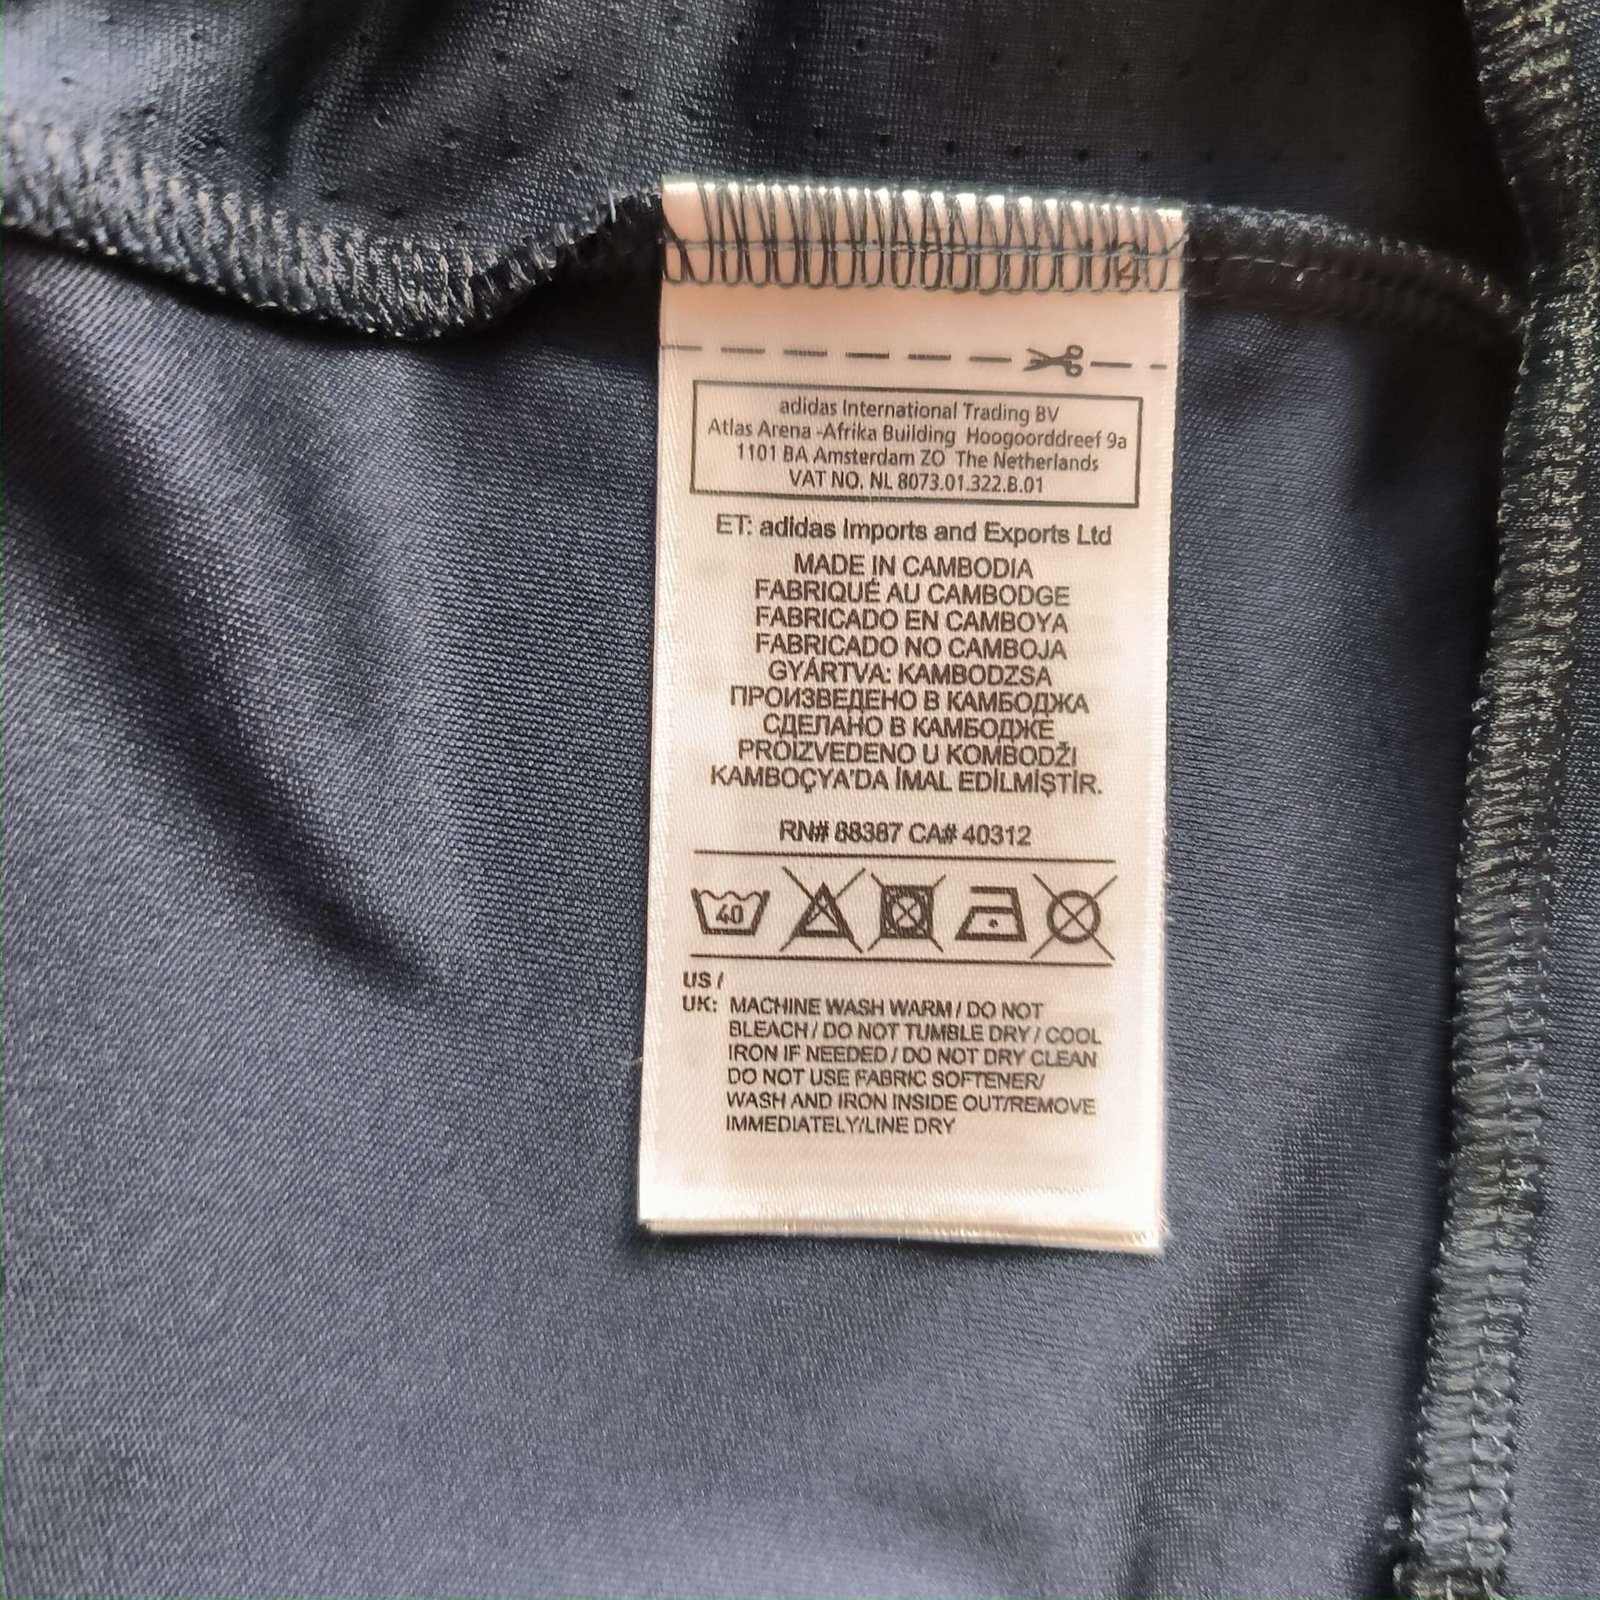 adidas International Trading BV
Atlas Arena -Afrika Building Hoogoorddreef 9a
1101 BA Amsterdam ZO The Netherlands
VAT NO. NL 8073.01.322.B.01
ET: adidas Imports and Exports Ltd
MADE IN CAMBODIA
FABRIQUÉ AU CAMBODGE
FABRICADO EN CAMBOYA
FABRICADO NO CAMBOJA
GYÁRTVA: KAMBODZSA
ПРОИЗВЕДЕНО В КАМБОДЖА
СДЕЛАНО В КАМБОДЖЕ
PROIZVEDENO U KOMBODŽI
KAMBOÇYA'DA İMAL EDİLMİŞTİR.
RN# 88387 CA# 40312
40
US /
UK: MACHINE WASH WARM / DO NOT
BLEACH / DO NOT TUMBLE DRY / COOL
IRON IF NEEDED / DO NOT DRY CLEAN
DO NOT USE FABRIC SOFTENER/
WASH AND IRON INSIDE OUT/REMOVE
IMMEDIATELY/LINE DRY